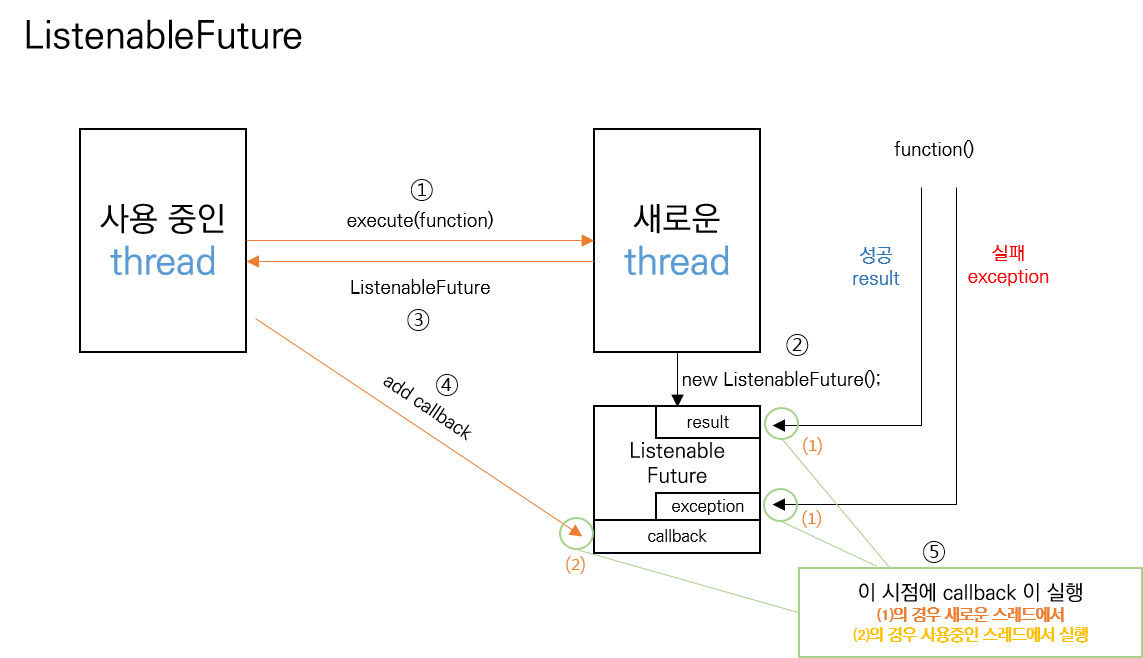 ListenableFuture
사용 중인
thread
①
execute(function)
ListenableFuture
③
새로운
thread
function()
성공
result
실패
exception
②
new ListenableFuture();
④
add callback
result
Listenable
Future
exception
callback
(1)
(1)
(2)
⑤
이 시점에 callback 이 실행
(1)의 경우 새로운 스레드에서
(2)의 경우 사용중인 스레드에서 실행